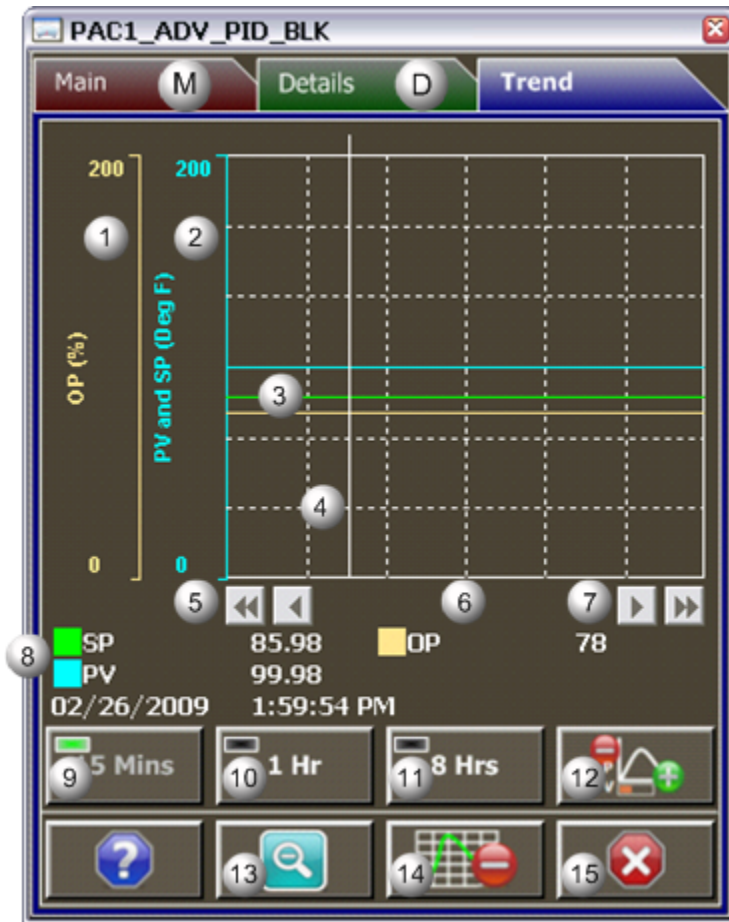 PAC1_ADV_PID_BLK
Main M Details D Trend
200 200
1 2
OP (%)
PV and SP (Deg F)
3
4
0 0
5 6 7
8
SP 85.98 OP 78
PV 99.98
02/26/2009 1:59:54 PM
9 5 Mins 10 1 Hr 11 8 Hrs 12 P V
? 13 14 15